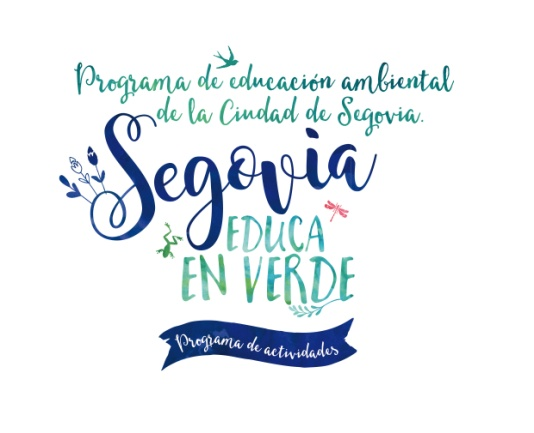 Programa de educación ambiental
de la Ciudad de Segovia.
Segovia
EDUCA
EN VERDE
Programa de actividades